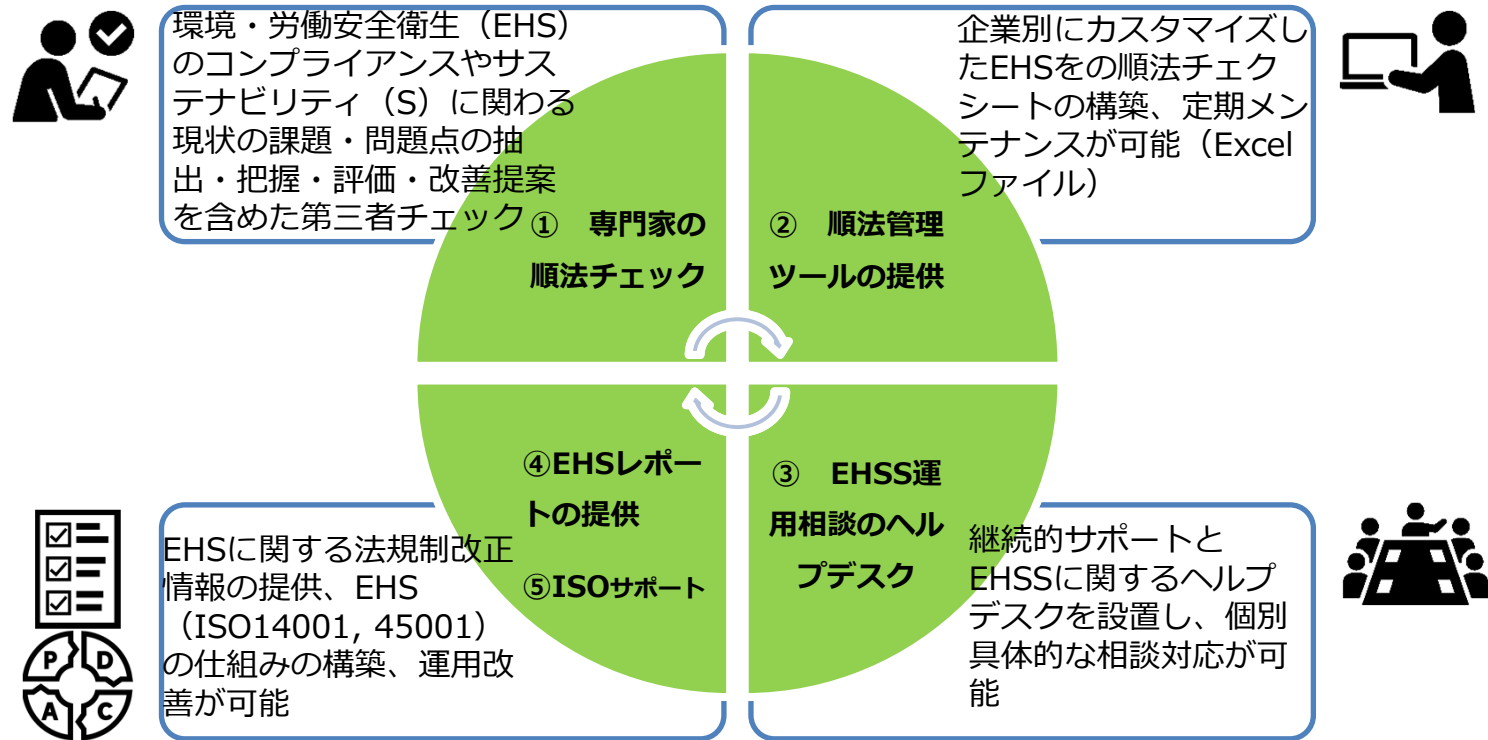 環境・労働安全衛生（EHS）
のコンプライアンスやサス
テナビリティ（S）に関わる
現状の課題・問題点の抽
出・把握・評価・改善提案
を含めた第三者チェック
企業別にカスタマイズし
たEHSをの順法チェク
シートの構築、定期メン
テナンスが可能（Excel
ファイル）
①　専門家の
順法チェック
②　順法管理
ツールの提供
④EHSレポー
トの提供
⑤ISOサポート
③　EHSS運
用相談のヘル
プデスク
EHSに関する法規制改正
情報の提供、EHS
（ISO14001, 45001）
の仕組みの構築、運用改
善が可能
継続的サポートと
EHSSに関するヘルプ
デスクを設置し、個別
具体的な相談対応が可
能
P D
A C